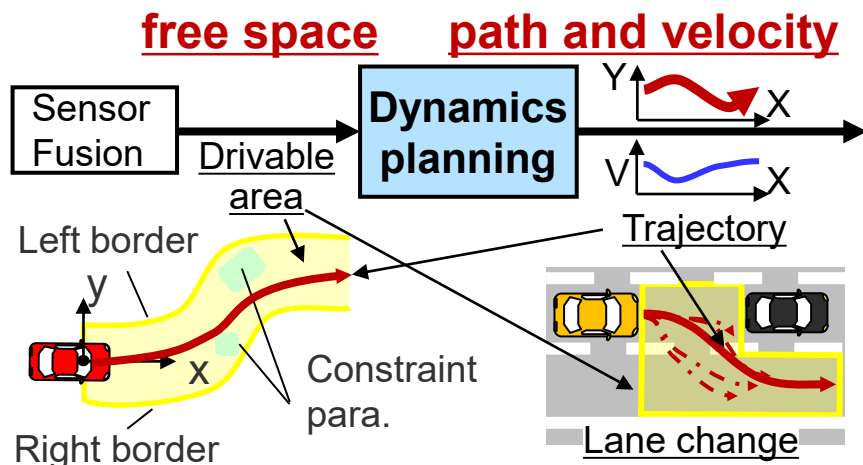 free space
path and velocity
Sensor
Fusion
Dynamics
planning
Y
X
V
X
Drivable
area
Trajectory
Left border
y
x
Constraint
para.
Right border
Lane change